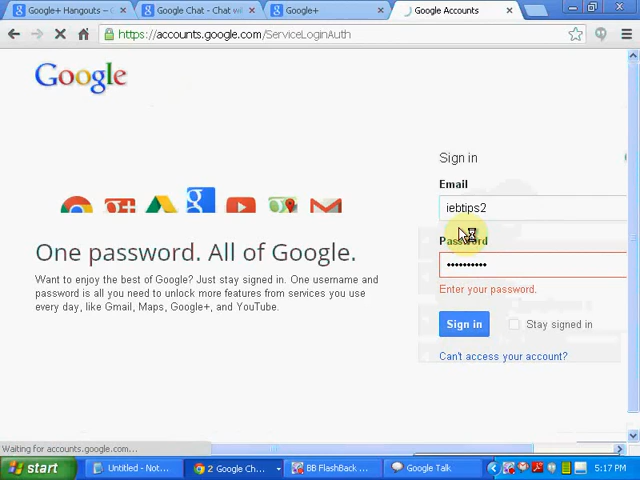 Google+ Hangouts –
Google Chat - Chat wi
Google+
Google Accounts
https://accounts.google.com/ServiceLoginAuth
Google
Sign in
Email
iebtips2
Password
••••••••••
Enter your password.
Sign in
Stay signed in
Can't access your account?
One password. All of Google.
Want to enjoy the best of Google? Just stay signed in. One username and
password is all you need to unlock more features from services you use
every day, like Gmail, Maps, Google+, and YouTube.
Waiting for accounts.google.com...
start
Untitled - Not...
2 Google Ch...
BB FlashBack ...
Google Talk
5:17 PM